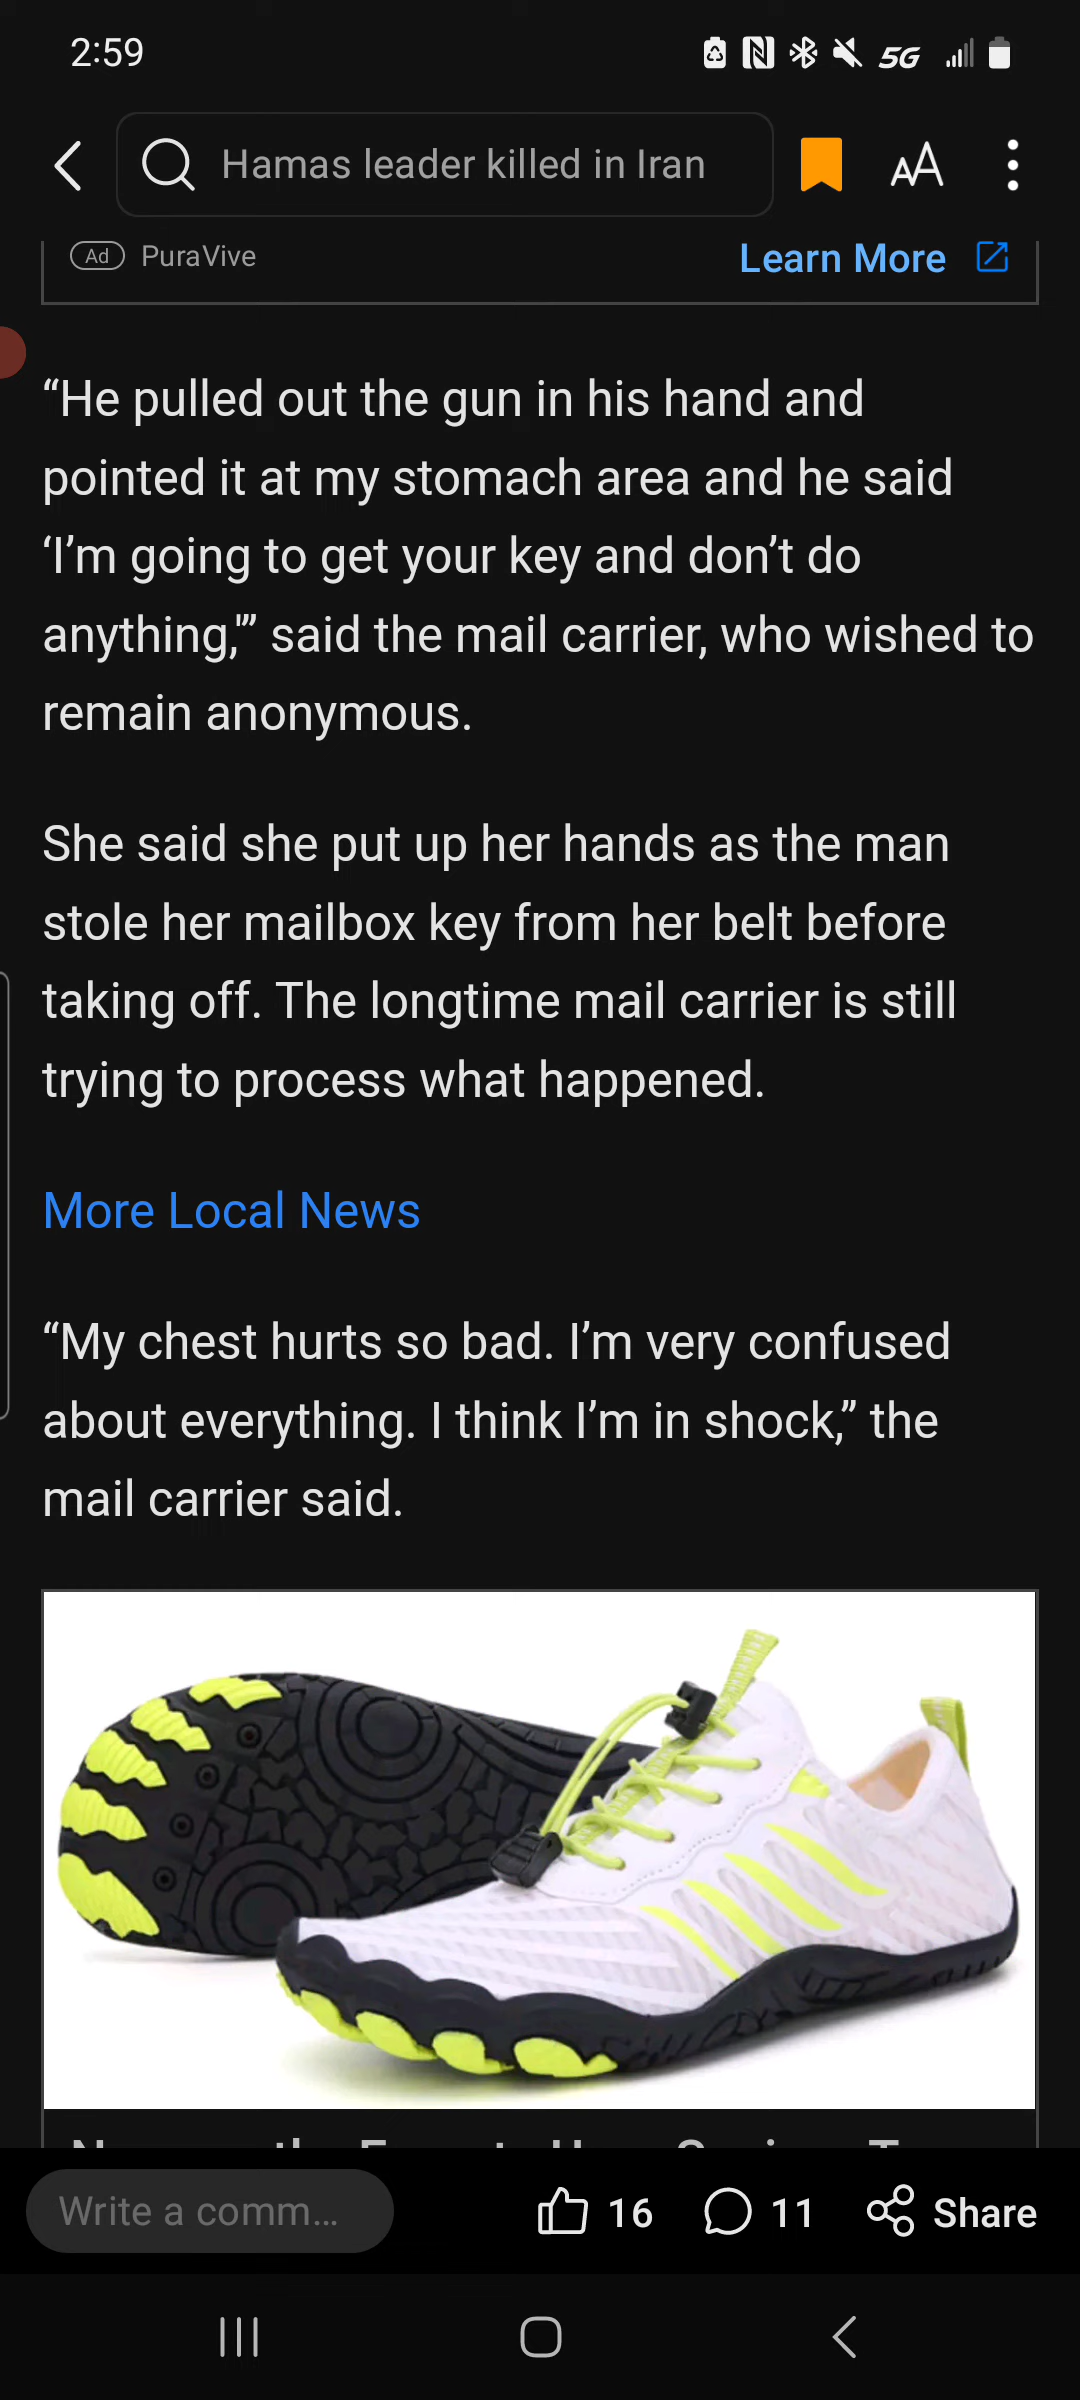 2:59
5G
Hamas leader killed in Iran
AA
Ad PuraVive
Learn More
“He pulled out the gun in his hand and
pointed it at my stomach area and he said
‘I’m going to get your key and don’t do
anything,'” said the mail carrier, who wished to
remain anonymous.
She said she put up her hands as the man
stole her mailbox key from her belt before
taking off. The longtime mail carrier is still
trying to process what happened.
More Local News
“My chest hurts so bad. I’m very confused
about everything. I think I’m in shock,” the
mail carrier said.
Write a comm...
16
11
Share